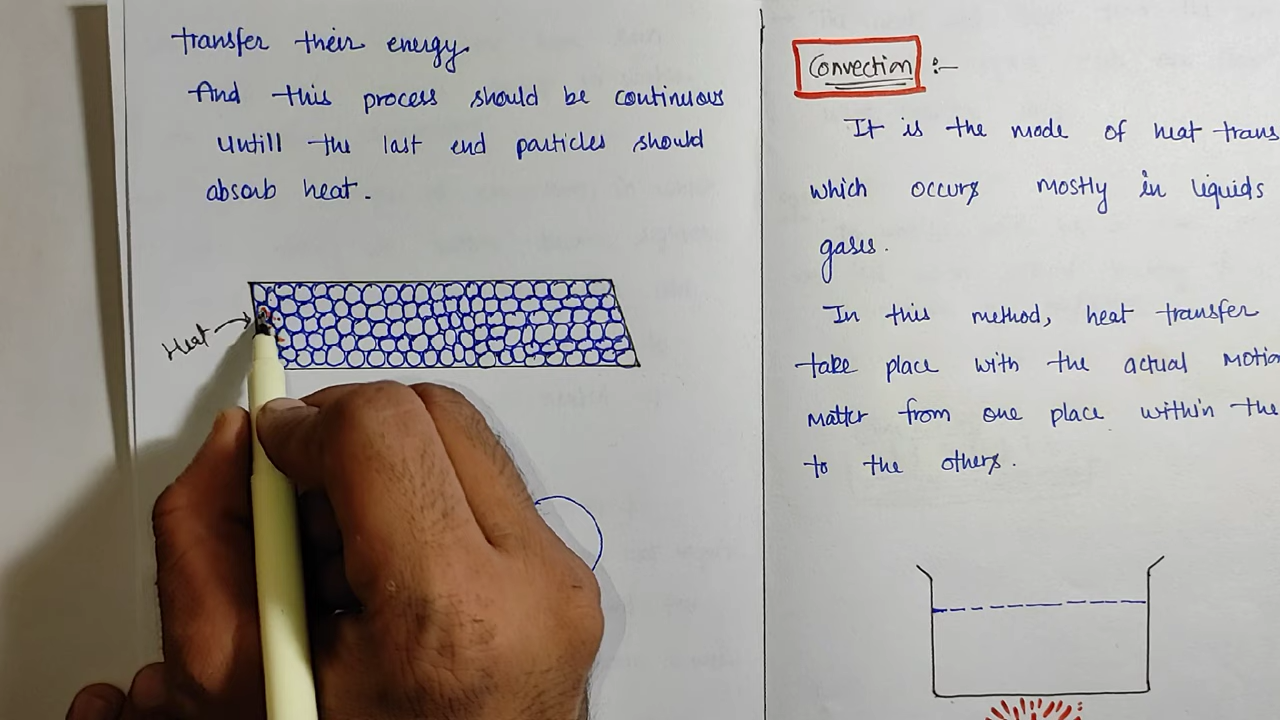 transfer their energy.
And this process should be continuous
Untill the last end particles should
absorb heat.
Heat
Convection :-
It is the mode of heat trans
which occurs mostly in liquids
gases.
In this method, heat transfer
take place with the actual motio
matter from one place within the
to the others.